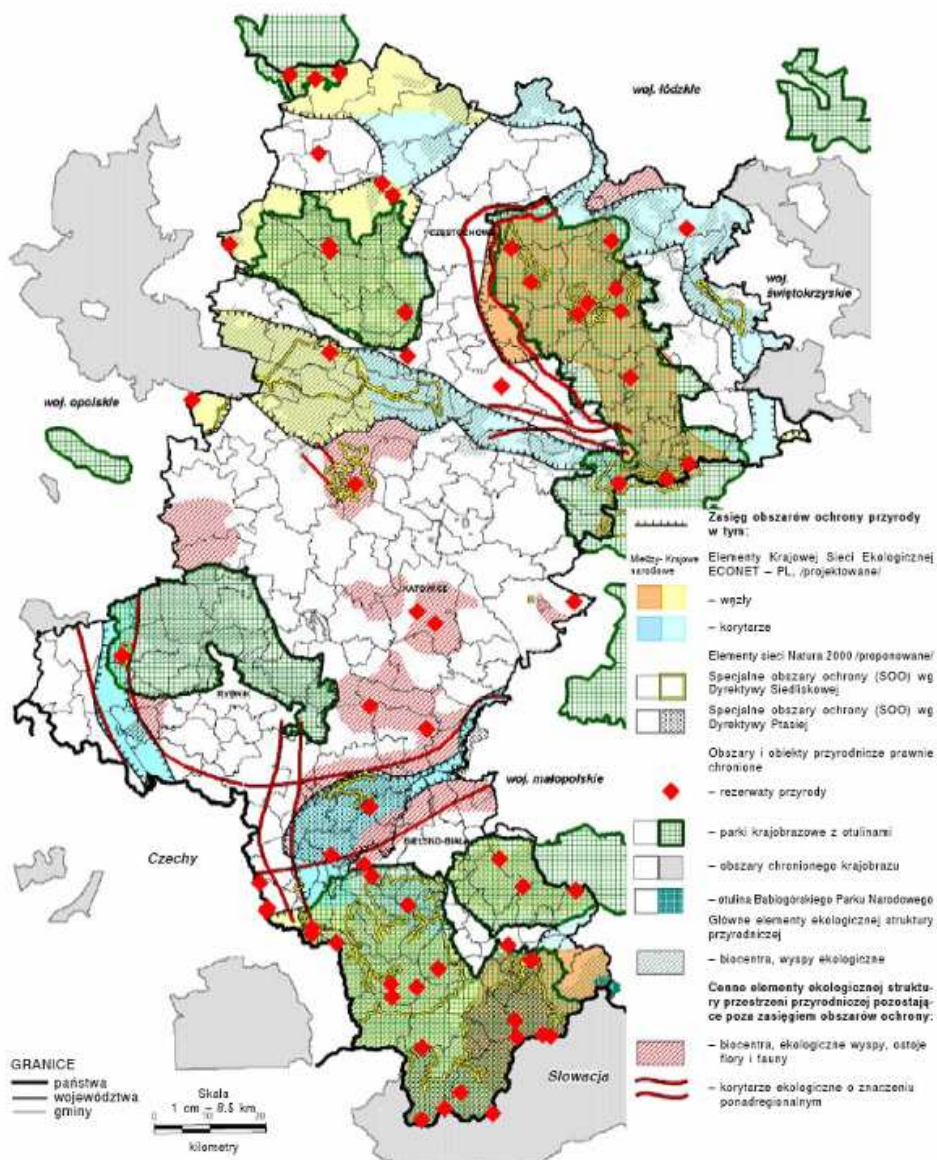 woj. łódzkie
CZĘSTOCHOWA
woj.
świętokrzyskie
woj. opolskie
KATOWICE
RYBNIK
woj. małopolskie
BIELSKO-BIAŁA
Czechy
Słowacja
Zasięg obszarów ochrony przyrody
w tym:
Między-
narodowe
Krajowe
Elementy Krajowej Sieci Ekologicznej
ECONET – PL, /projektowane/
– węzły
– korytarze
Elementy sieci Natura 2000 /proponowane/
Specjalne obszary ochrony (SOO) wg
Dyrektywy Siedliskowej
Specjalne obszary ochrony (SOO) wg
Dyrektywy Ptasiej
Obszary i obiekty przyrodnicze prawnie
chronione
– rezerwaty przyrody
– parki krajobrazowe z otulinami
– obszary chronionego krajobrazu
– otulina Babiogórskiego Parku Narodowego
Główne elementy ekologicznej struktury
przyrodniczej
– biocentra, wyspy ekologiczne
Cenne elementy ekologicznej struktu-
ry przestrzeni przyrodniczej pozostają-
ce poza zasięgiem obszarów ochrony:
– biocentra, ekologiczne wyspy, ostoje
flory i fauny
– korytarze ekologiczne o znaczeniu
ponadregionalnym
GRANICE
państwa
województwa
gminy
Skala
1 cm – 6.5 km
0 10 20
kilometry